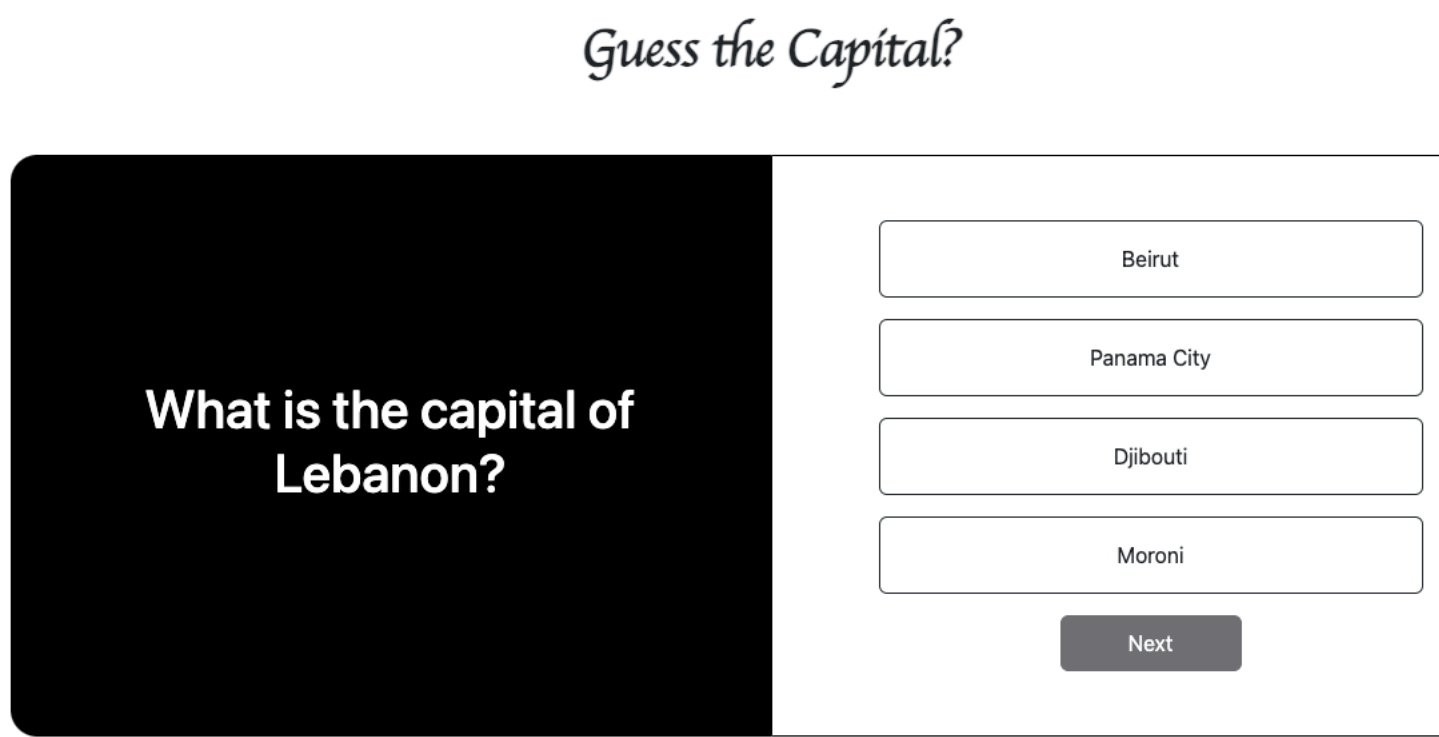 Guess the Capital?
What is the capital of
Lebanon?
Beirut
Panama City
Djibouti
Moroni
Next